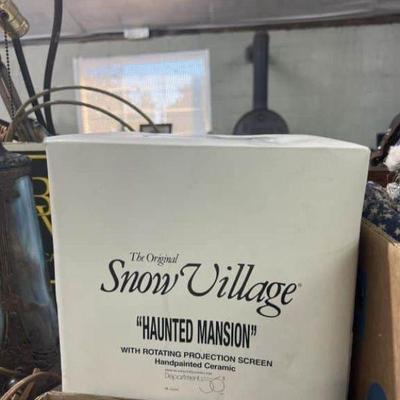 The Original
Snow Village®
"HAUNTED MANSION"
WITH ROTATING PROJECTION SCREEN
Handpainted Ceramic
Department 56